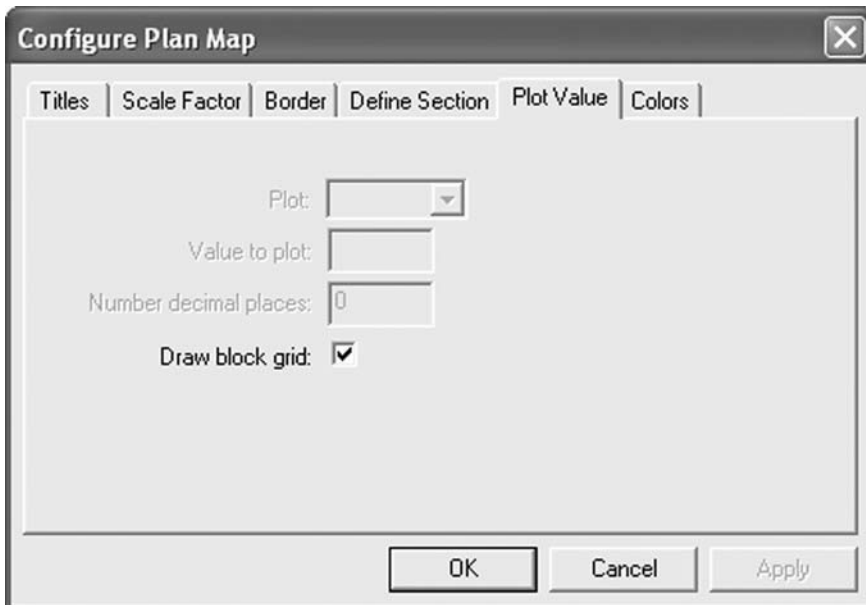 Configure Plan Map
Titles Scale Factor Border Define Section Plot Value Colors
Plot:
Value to plot:
Number decimal places: 0
Draw block grid:
OK Cancel Apply